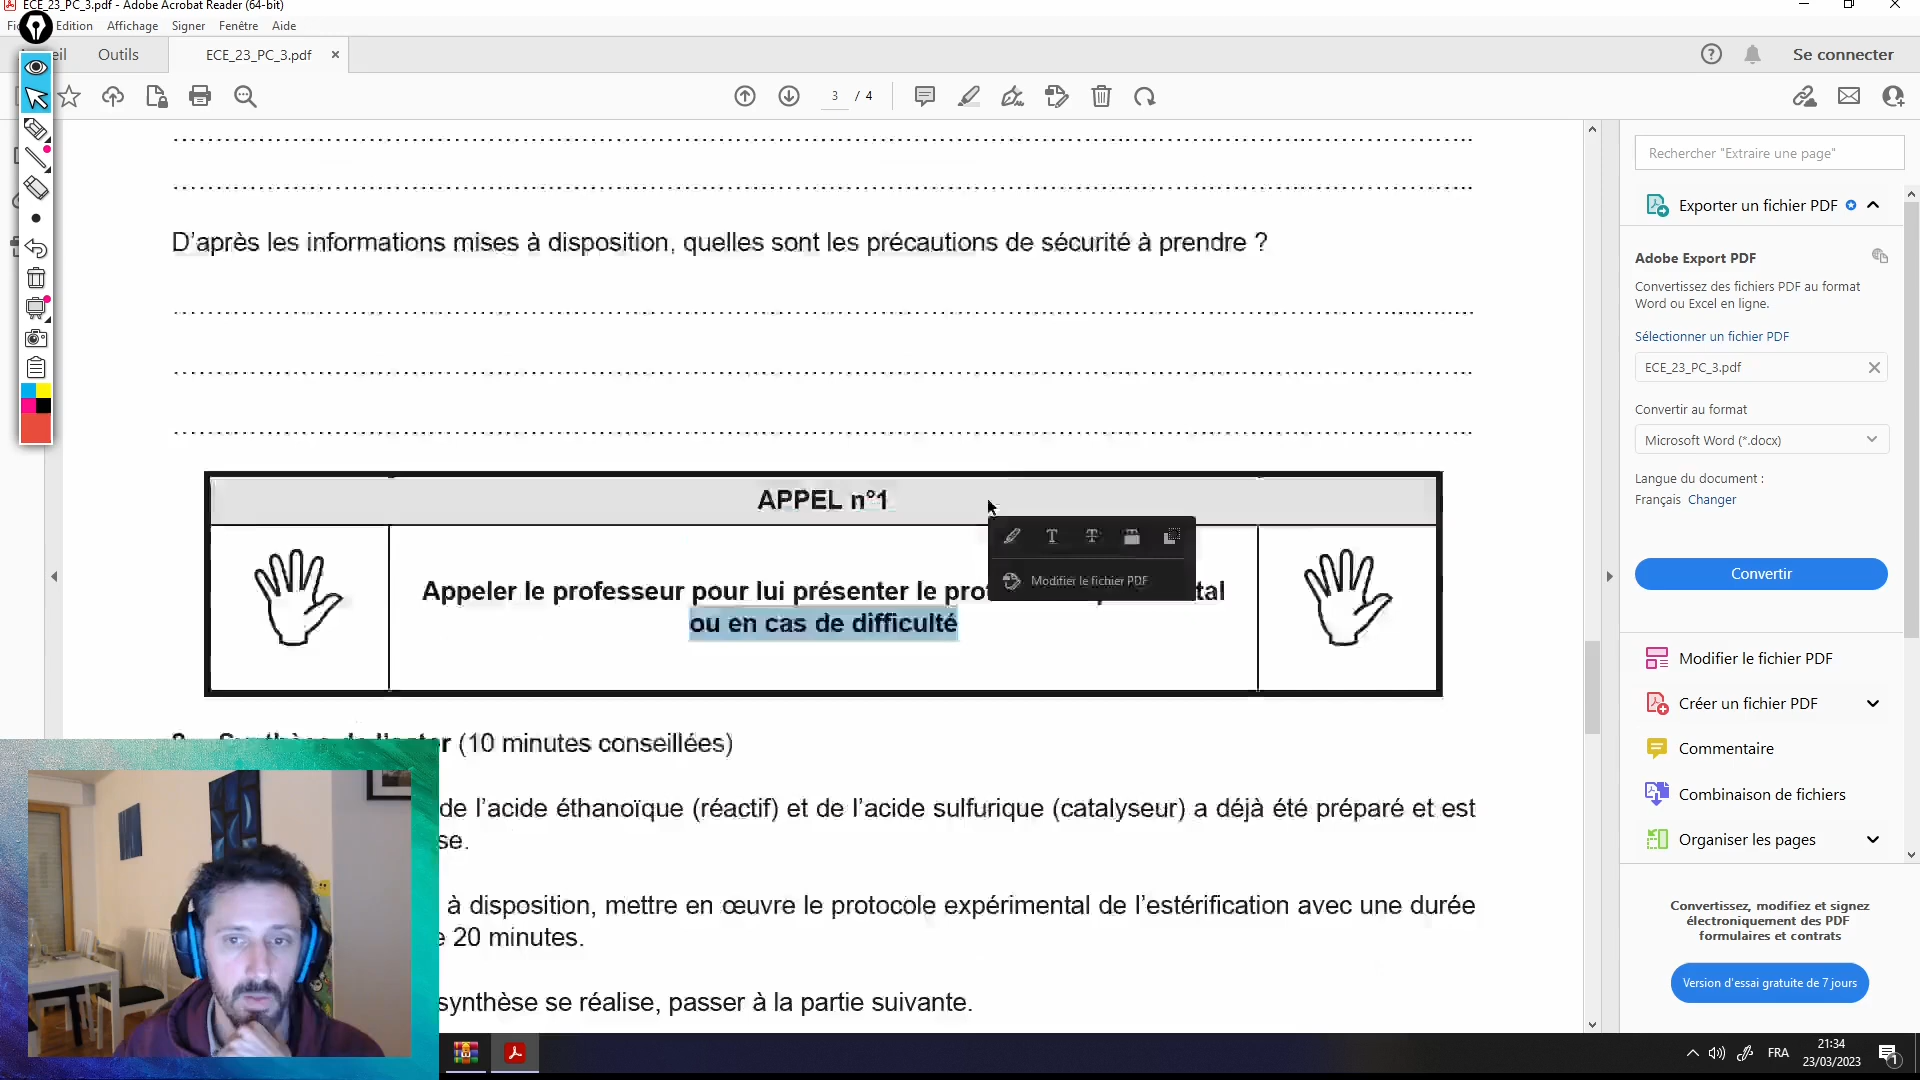 ECE_23_PC_3.pdf - Adobe Acrobat Reader (64-bit)
Edition Affichage Signer Fenêtre Aide
Outils
ECE_23_PC_3.pdf ×
Se connecter
3 / 4
D'après les informations mises à disposition, quelles sont les précautions de sécurité à prendre ?
APPEL n°1
Appeler le professeur pour lui présenter le
ou en cas de difficulté
Modifier le fichier PDF
(10 minutes conseillées)
de l'acide éthanoïque (réactif) et de l'acide sulfurique (catalyseur) a déjà été préparé et est
à disposition, mettre en œuvre le protocole expérimental de l'estérification avec une durée
20 minutes.
synthèse se réalise, passer à la partie suivante.
Rechercher "Extraire une page"
Exporter un fichier PDF
Adobe Export PDF
Convertissez des fichiers PDF au format
Word ou Excel en ligne.
Sélectionner un fichier PDF
ECE_23_PC_3.pdf
Convertir au format
Microsoft Word (*.docx)
Langue du document :
Français Changer
Convertir
Modifier le fichier PDF
Créer un fichier PDF
Commentaire
Combinaison de fichiers
Organiser les pages
Convertissez, modifiez et signez
électroniquement des PDF
formulaires et contrats
Version d'essai gratuite de 7 jours
FRA
21:34
23/03/2023
1